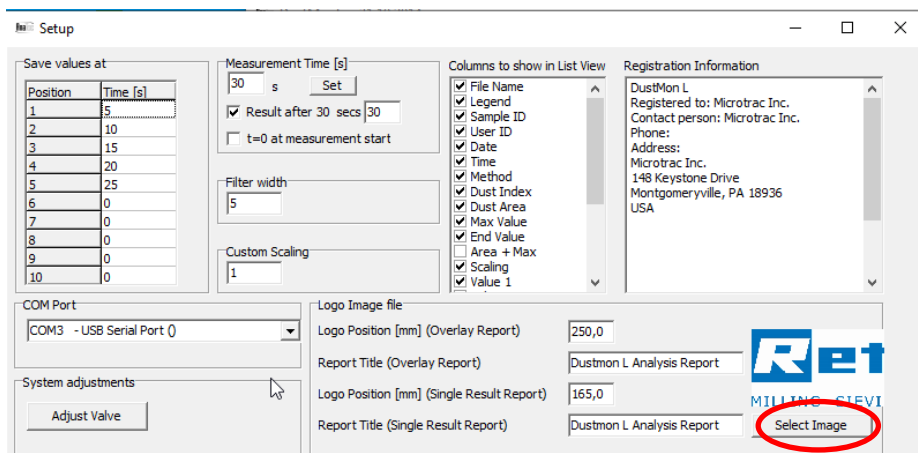 Setup
Save values at
Position Time [s]
1 5
2 10
3 15
4 20
5 25
6 0
7 0
8 0
9 0
10 0
Measurement Time [s]
30 s Set
Result after 30 secs 30
t=0 at measurement start
Filter width
5
Custom Scaling
1
Columns to show in List View
File Name
Legend
Sample ID
User ID
Date
Time
Method
Dust Index
Dust Area
Max Value
End Value
Area + Max
Scaling
Value 1
Registration Information
DustMon L
Registered to: Microtrac Inc.
Contact person: Microtrac Inc.
Phone:
Address:
Microtrac Inc.
148 Keystone Drive
Montgomeryville, PA 18936
USA
COM Port
COM3 - USB Serial Port ()
System adjustments
Adjust Valve
Logo Image file
Logo Position [mm] (Overlay Report) 250,0
Report Title (Overlay Report) Dustmon L Analysis Report
Logo Position [mm] (Single Result Report) 165,0
Report Title (Single Result Report) Dustmon L Analysis Report
Ret
MILLING SIEVI
Select Image